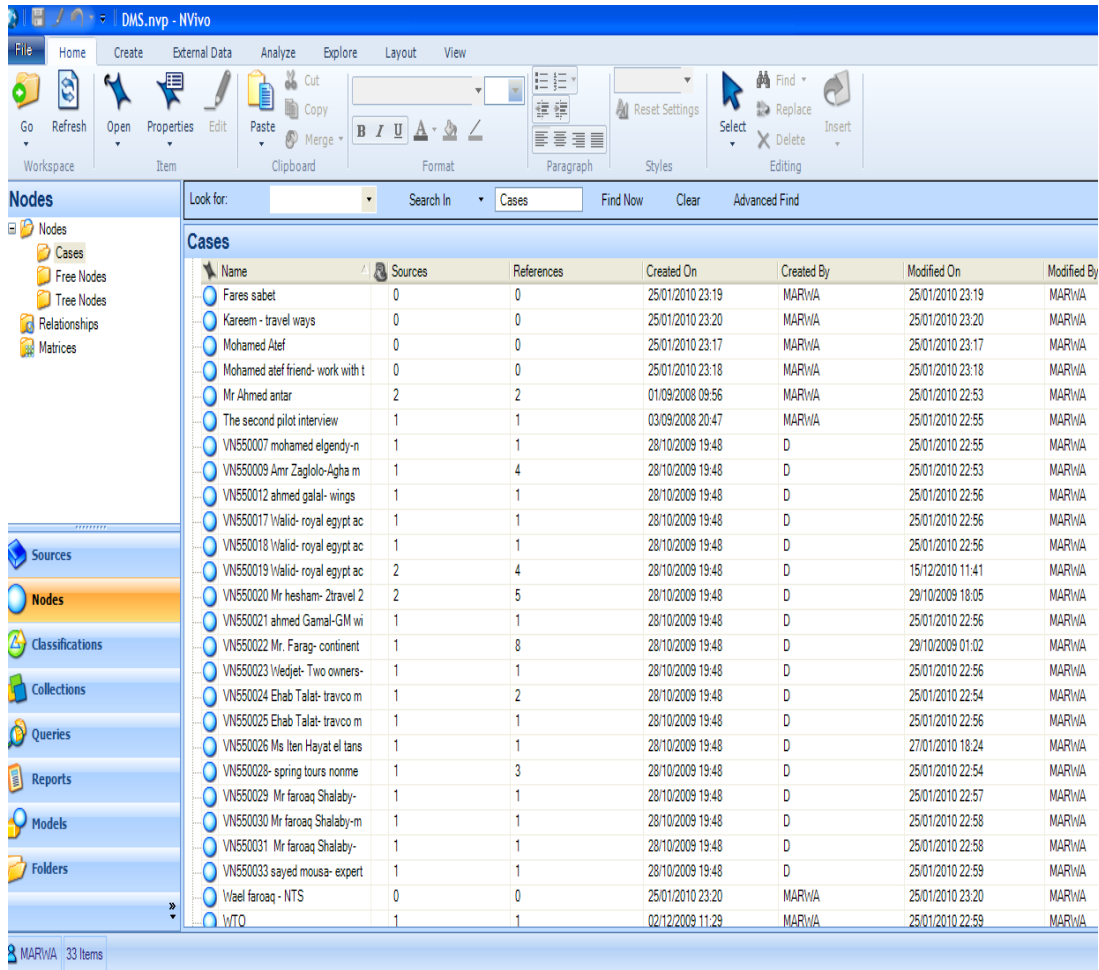 DMS.nvp - NVivo
File Home Create External Data Analyze Explore Layout View
Go Refresh Open Properties Edit Paste Cut Copy Merge B I U A Reset Settings Select Find Replace Delete Insert
Workspace Item Clipboard Format Paragraph Styles Editing
Nodes
Look for: Search In Cases Find Now Clear Advanced Find
Nodes
Cases
Free Nodes
Tree Nodes
Relationships
Matrices
Sources
Nodes
Classifications
Collections
Queries
Reports
Models
Folders
Cases
Name Sources References Created On Created By Modified On Modified By
Fares sabet 0 0 25/01/2010 23:19 MARWA 25/01/2010 23:19 MARWA
Kareem - travel ways 0 0 25/01/2010 23:20 MARWA 25/01/2010 23:20 MARWA
Mohamed Atef 0 0 25/01/2010 23:17 MARWA 25/01/2010 23:17 MARWA
Mohamed atef friend- work with t 0 0 25/01/2010 23:18 MARWA 25/01/2010 23:18 MARWA
Mr Ahmed antar 2 2 01/09/2008 09:56 MARWA 25/01/2010 22:53 MARWA
The second pilot interview 1 1 03/09/2008 20:47 MARWA 25/01/2010 22:55 MARWA
VN550007 mohamed elgendy-n 1 1 28/10/2009 19:48 D 25/01/2010 22:55 MARWA
VN550009 Amr Zaglolo-Agha m 1 4 28/10/2009 19:48 D 25/01/2010 22:53 MARWA
VN550012 ahmed galal- wings 1 1 28/10/2009 19:48 D 25/01/2010 22:56 MARWA
VN550017 Walid- royal egypt ac 1 1 28/10/2009 19:48 D 25/01/2010 22:56 MARWA
VN550018 Walid- royal egypt ac 1 1 28/10/2009 19:48 D 25/01/2010 22:56 MARWA
VN550019 Walid- royal egypt ac 2 4 28/10/2009 19:48 D 15/12/2010 11:41 MARWA
VN550020 Mr hesham- 2travel 2 2 5 28/10/2009 19:48 D 29/10/2009 18:05 MARWA
VN550021 ahmed Gamal-GM wi 1 1 28/10/2009 19:48 D 25/01/2010 22:56 MARWA
VN550022 Mr. Farag- continent 1 8 28/10/2009 19:48 D 29/10/2009 01:02 MARWA
VN550023 Wedjet- Two owners- 1 1 28/10/2009 19:48 D 25/01/2010 22:56 MARWA
VN550024 Ehab Talat- travco m 1 2 28/10/2009 19:48 D 25/01/2010 22:54 MARWA
VN550025 Ehab Talat- travco m 1 1 28/10/2009 19:48 D 25/01/2010 22:56 MARWA
VN550026 Ms Iten Hayat el tans 1 1 28/10/2009 19:48 D 27/01/2010 18:24 MARWA
VN550028- spring tours nonme 1 3 28/10/2009 19:48 D 25/01/2010 22:54 MARWA
VN550029 Mr faroaq Shalaby- 1 1 28/10/2009 19:48 D 25/01/2010 22:57 MARWA
VN550030 Mr faroaq Shalaby-m 1 1 28/10/2009 19:48 D 25/01/2010 22:58 MARWA
VN550031 Mr faroaq Shalaby- 1 1 28/10/2009 19:48 D 25/01/2010 22:58 MARWA
VN550033 sayed mousa- expert 1 1 28/10/2009 19:48 D 25/01/2010 22:59 MARWA
Wael faroaq - NTS 0 0 25/01/2010 23:20 MARWA 25/01/2010 23:20 MARWA
WTO 1 1 02/12/2009 11:29 MARWA 25/01/2010 22:59 MARWA
MARWA 33 Items